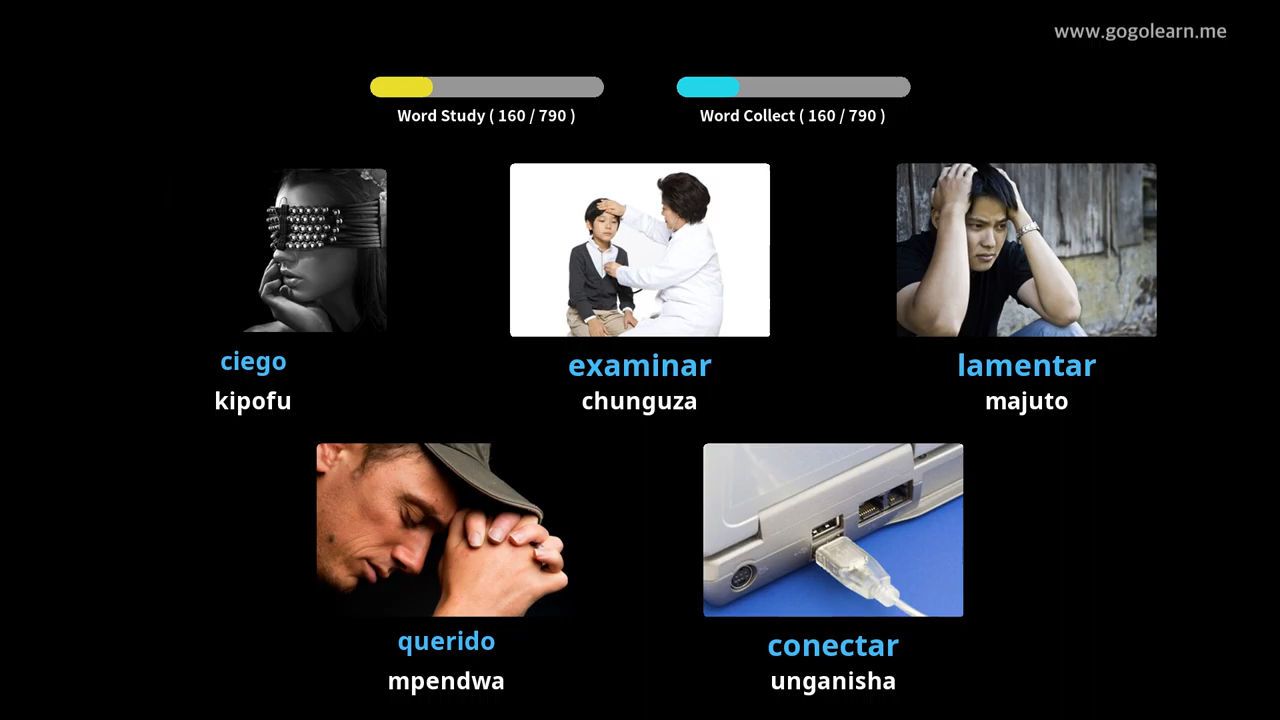 www.gogolearn.me
Word Study ( 160 / 790 )
Word Collect ( 160 / 790 )
ciego
kipofu
examinar
chunguza
lamentar
majuto
querido
mpendwa
conectar
unganisha